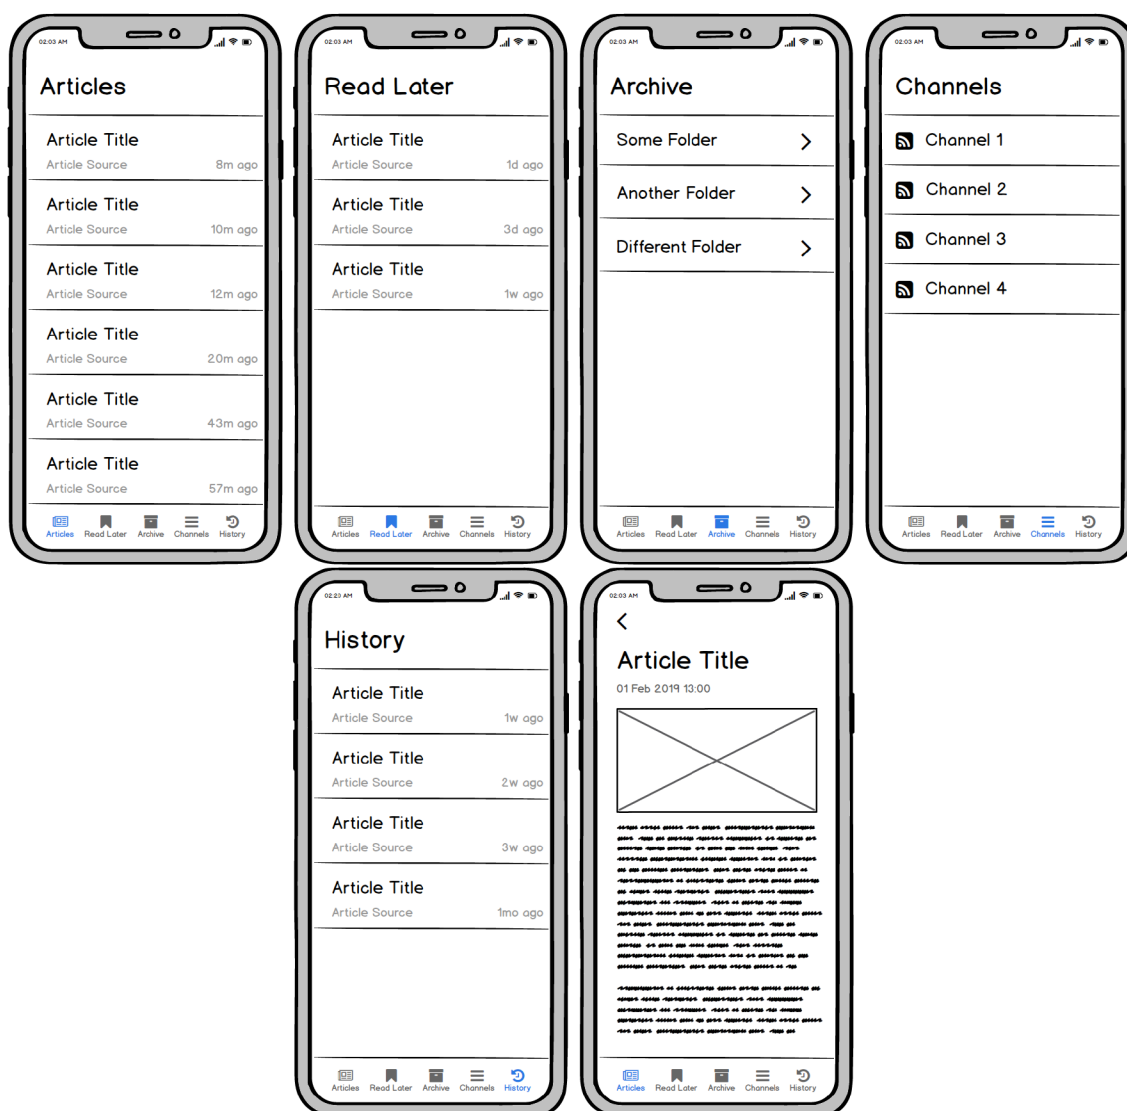 02:03 AM
Articles
Article Title
Article Source 8m ago
Article Title
Article Source 10m ago
Article Title
Article Source 12m ago
Article Title
Article Source 20m ago
Article Title
Article Source 43m ago
Article Title
Article Source 57m ago
Articles Read Later Archive Channels History
02:03 AM
Read Later
Article Title
Article Source 1d ago
Article Title
Article Source 3d ago
Article Title
Article Source 1w ago
Articles Read Later Archive Channels History
02:03 AM
Archive
Some Folder
Another Folder
Different Folder
Articles Read Later Archive Channels History
02:03 AM
Channels
Channel 1
Channel 2
Channel 3
Channel 4
Articles Read Later Archive Channels History
02:23 AM
History
Article Title
Article Source 1w ago
Article Title
Article Source 2w ago
Article Title
Article Source 3w ago
Article Title
Article Source 1mo ago
Articles Read Later Archive Channels History
02:03 AM
Article Title
01 Feb 2019 13:00
Articles Read Later Archive Channels History